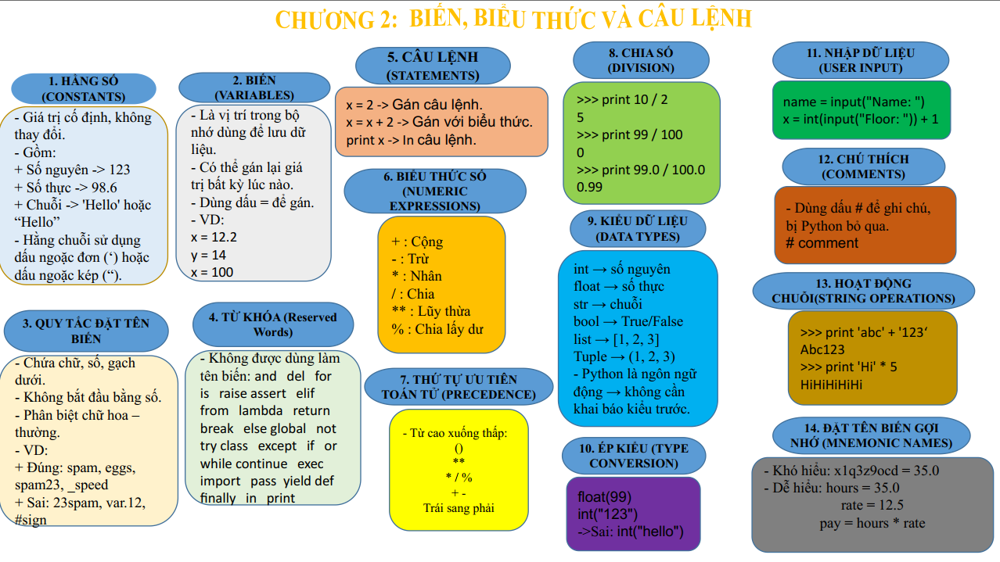 CHƯƠNG 2: BIẾN, BIỂU THỨC VÀ CÂU LỆNH
1. HẰNG SỐ
(CONSTANTS)
- Giá trị cố định, không
thay đổi.
- Gồm:
+ Số nguyên -> 123
+ Số thực -> 98.6
+ Chuỗi -> 'Hello' hoặc
“Hello”
- Hằng chuỗi sử dụng
dấu ngoặc đơn (‘) hoặc
dấu ngoặc kép (“).
2. BIẾN
(VARIABLES)
- Là vị trí trong bộ
nhớ dùng để lưu dữ
liệu.
- Có thể gán lại giá
trị bất kỳ lúc nào.
- Dùng dấu = để gán.
- VD:
x = 12.2
y = 14
x = 100
3. QUY TẮC ĐẶT TÊN
BIẾN
- Chứa chữ, số, gạch
dưới.
- Không bắt đầu bằng số.
- Phân biệt chữ hoa –
thường.
- VD:
+ Đúng: spam, eggs,
spam23, _speed
+ Sai: 23spam, var.12,
#sign
4. TỪ KHÓA (Reserved
Words)
- Không được dùng làm
tên biến: and del for
is raise assert elif
from lambda return
break else global not
try class except if or
while continue exec
import pass yield def
finally in print
5. CÂU LỆNH
(STATEMENTS)
x = 2 -> Gán câu lệnh.
x = x + 2 -> Gán với biểu thức.
print x -> In câu lệnh.
6. BIỂU THỨC SỐ
(NUMERIC
EXPRESSIONS)
+ : Cộng
- : Trừ
* : Nhân
/ : Chia
** : Lũy thừa
% : Chia lấy dư
7. THỨ TỰ ƯU TIÊN
TOÁN TỬ (PRECEDENCE)
- Từ cao xuống thấp:
()
**
* / %
+ -
Trái sang phải
8. CHIA SỐ
(DIVISION)
>>> print 10 / 2
5
>>> print 99 / 100
0
>>> print 99.0 / 100.0
0.99
9. KIỂU DỮ LIỆU
(DATA TYPES)
int → số nguyên
float → số thực
str → chuỗi
bool → True/False
list → [1, 2, 3]
Tuple → (1, 2, 3)
- Python là ngôn ngữ
động → không cần
khai báo kiểu trước.
10. ÉP KIỂU (TYPE
CONVERSION)
float(99)
int("123")
->Sai: int("hello")
11. NHẬP DỮ LIỆU
(USER INPUT)
name = input("Name: ")
x = int(input("Floor: ")) + 1
12. CHÚ THÍCH
(COMMENTS)
- Dùng dấu # để ghi chú,
bị Python bỏ qua.
# comment
13. HOẠT ĐỘNG
CHUỖI(STRING OPERATIONS)
>>> print 'abc' + '123‘
Abc123
>>> print 'Hi' * 5
HiHiHiHiHi
14. ĐẶT TÊN BIẾN GỢI
NHỚ (MNEMONIC NAMES)
- Khó hiểu: x1q3z9ocd = 35.0
- Dễ hiểu: hours = 35.0
rate = 12.5
pay = hours * rate